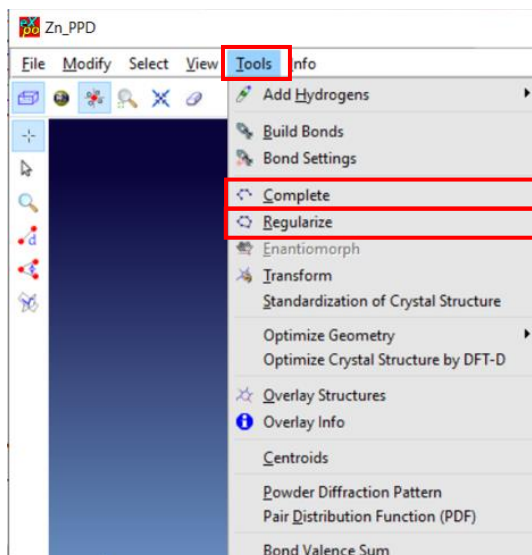 expo Zn_PPD
File Modify Select View Tools Info
Add Hydrogens
Build Bonds
Bond Settings
Complete
Regularize
Enantiomorph
Transform
Standardization of Crystal Structure
Optimize Geometry
Optimize Crystal Structure by DFT-D
Overlay Structures
Overlay Info
Centroids
Powder Diffraction Pattern
Pair Distribution Function (PDF)
Bond Valence Sum